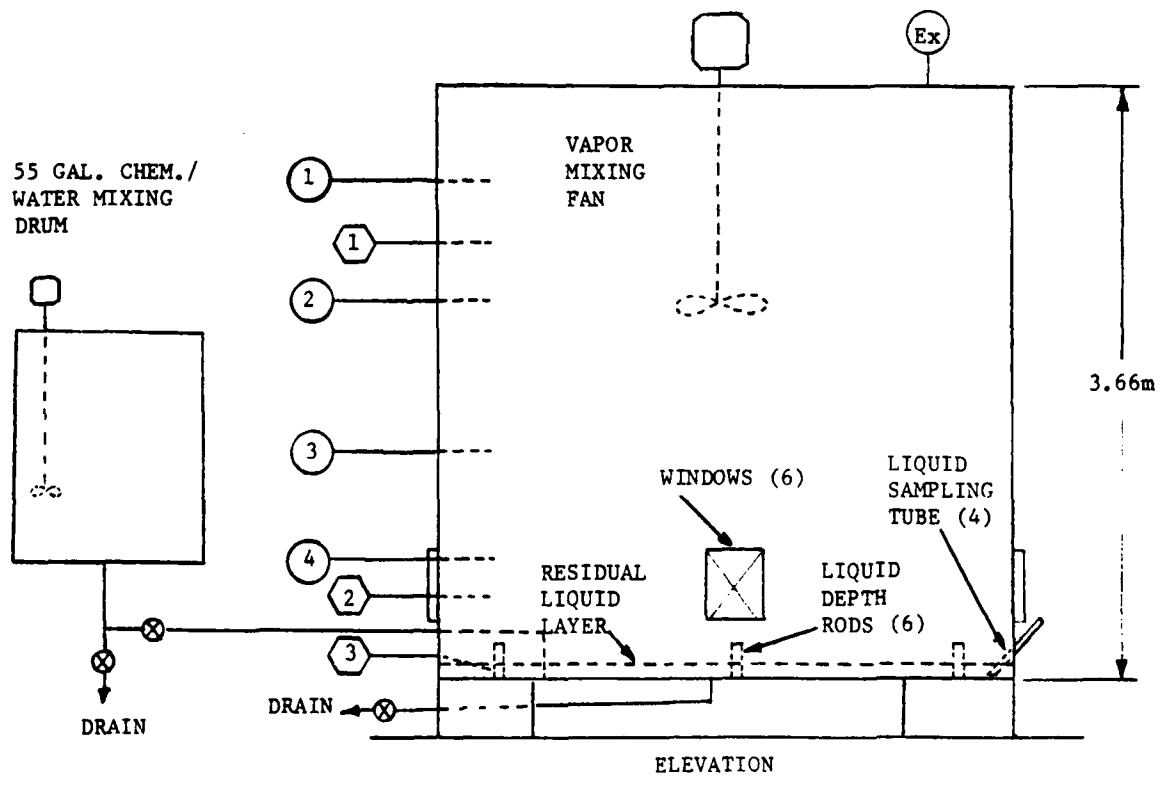 Ex
VAPOR
MIXING
FAN
55 GAL. CHEM./
WATER MIXING
DRUM
1
1
2
3.66m
3
WINDOWS (6)
LIQUID
SAMPLING
TUBE (4)
4
RESIDUAL
LIQUID
LAYER
LIQUID
DEPTH
RODS (6)
2
3
DRAIN
DRAIN
ELEVATION